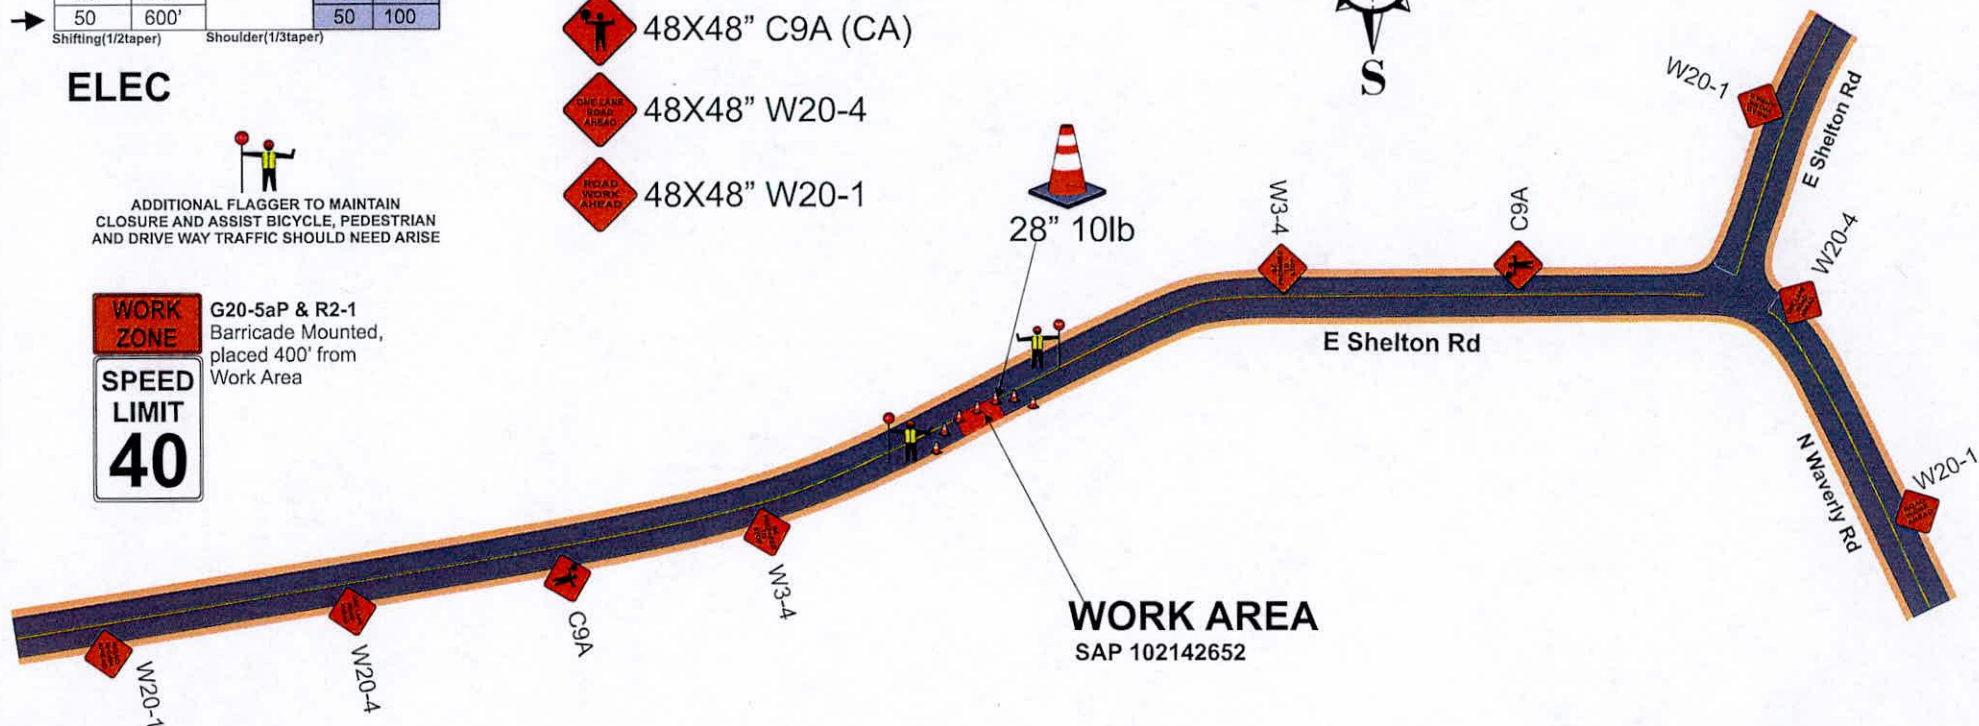 50 600' 50 100
Shifting(1/2taper) Shoulder(1/3taper)
ELEC
ADDITIONAL FLAGGER TO MAINTAIN
CLOSURE AND ASSIST BICYCLE, PEDESTRIAN
AND DRIVE WAY TRAFFIC SHOULD NEED ARISE
WORK
ZONE
SPEED
LIMIT
40
G20-5aP & R2-1
Barricade Mounted,
placed 400' from
Work Area
48X48” C9A (CA)
ONE LANE
ROAD
AHEAD
48X48” W20-4
ROAD
WORK
AHEAD
48X48” W20-1
28” 10lb
S
W20-1
E Shelton Rd
W3-4
C9A
W20-4
E Shelton Rd
N Waverly Rd
W20-1
W3-4
C9A
W20-4
W20-1
WORK AREA
SAP 102142652